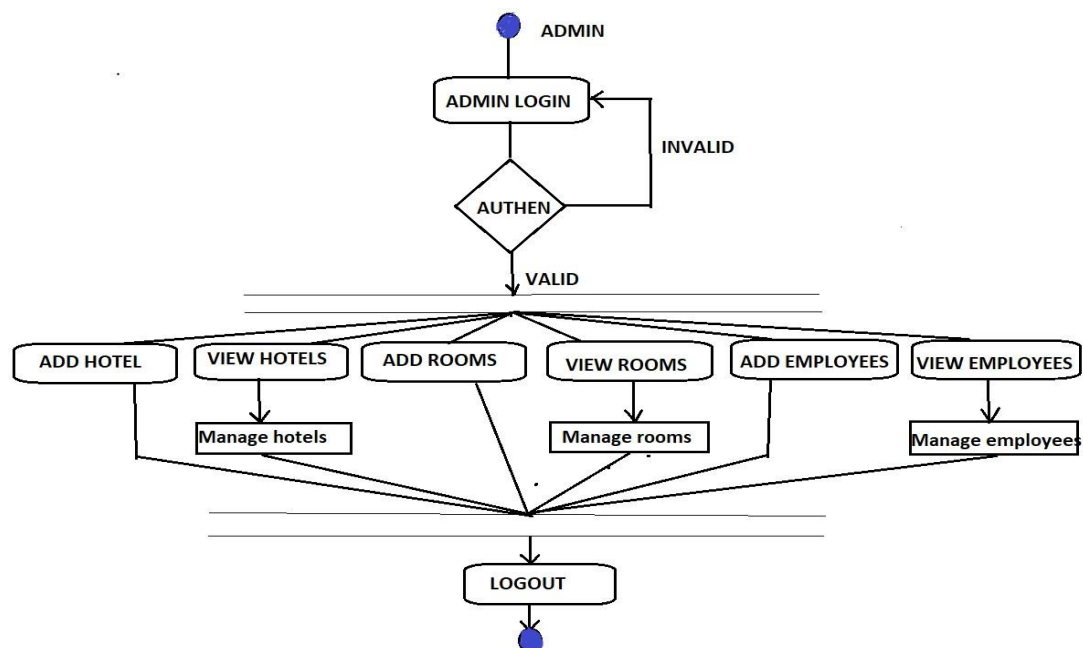 ADMIN
ADMIN LOGIN
INVALID
AUTHEN
VALID
ADD HOTEL
VIEW HOTELS
ADD ROOMS
VIEW ROOMS
ADD EMPLOYEES
VIEW EMPLOYEES
Manage hotels
Manage rooms
Manage employees
LOGOUT